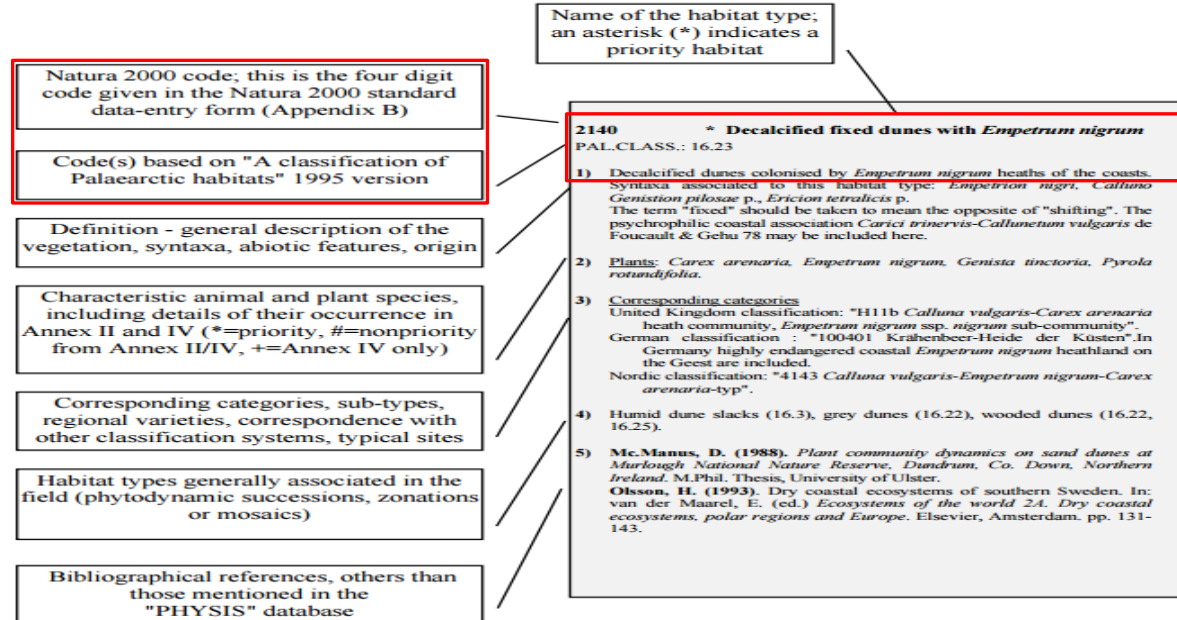 Name of the habitat type;
an asterisk (*) indicates a
priority habitat
Natura 2000 code; this is the four digit
code given in the Natura 2000 standard
data-entry form (Appendix B)
Code(s) based on "A classification of
Palaearctic habitats" 1995 version
Definition - general description of the
vegetation, syntaxa, abiotic features, origin
Characteristic animal and plant species,
including details of their occurrence in
Annex II and IV (*=priority, #=nonpriority
from Annex II/IV, +=Annex IV only)
Corresponding categories, sub-types,
regional varieties, correspondence with
other classification systems, typical sites
Habitat types generally associated in the
field (phytodynamic successions, zonations
or mosaics)
Bibliographical references, others than
those mentioned in the
"PHYSIS" database
2140 * Decalcified fixed dunes with Empetrum nigrum
PAL.CLASS.: 16.23
1) Decalcified dunes colonised by Empetrum nigrum heaths of the coasts.
Syntaxa associated to this habitat type: Empetrion nigri, Calluno
Genistion pilosae p., Ericion tetralicis p.
The term "fixed" should be taken to mean the opposite of "shifting". The
psychrophilic coastal association Carici trinervis-Callunetum vulgaris de
Foucault & Gehu 78 may be included here.
2) Plants: Carex arenaria, Empetrum nigrum, Genista tinctoria, Pyrola
rotundifolia.
3) Corresponding categories
United Kingdom classification: "H11b Calluna vulgaris-Carex arenaria
heath community, Empetrum nigrum ssp. nigrum sub-community".
German classification : "100401 Krähenbeer-Heide der Küsten".In
Germany highly endangered coastal Empetrum nigrum heathland on
the Geest are included.
Nordic classification: "4143 Calluna vulgaris-Empetrum nigrum-Carex
arenaria-typ".
4) Humid dune slacks (16.3), grey dunes (16.22), wooded dunes (16.22,
16.25).
5) Mc.Manus, D. (1988). Plant community dynamics on sand dunes at
Murlough National Nature Reserve, Dundrum, Co. Down, Northern
Ireland. M.Phil. Thesis, University of Ulster.
Olsson, H. (1993). Dry coastal ecosystems of southern Sweden. In:
van der Maarel, E. (ed.) Ecosystems of the world 2A. Dry coastal
ecosystems, polar regions and Europe. Elsevier, Amsterdam. pp. 131-
143.